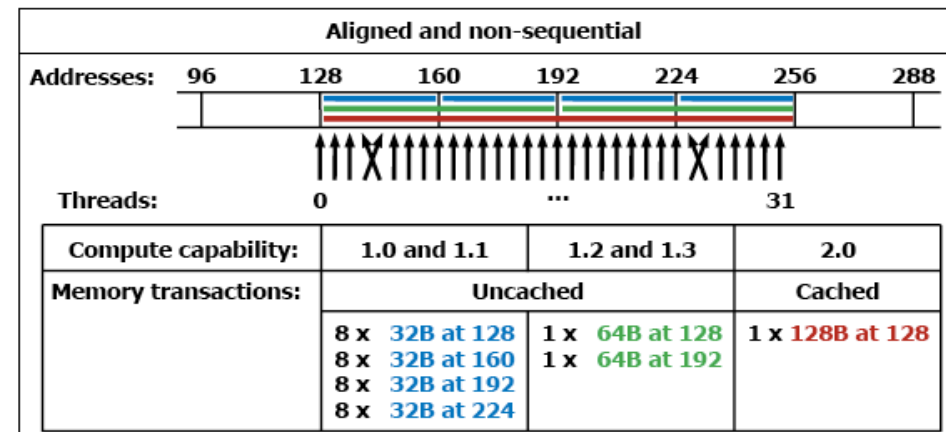 Aligned and non-sequential
Addresses: 96 128 160 192 224 256 288
Threads: 0 ... 31
Compute capability: 1.0 and 1.1 1.2 and 1.3 2.0
Memory transactions: Uncached Cached
8 x 32B at 128 1 x 64B at 128 1 x 128B at 128
8 x 32B at 160 1 x 64B at 192
8 x 32B at 192
8 x 32B at 224